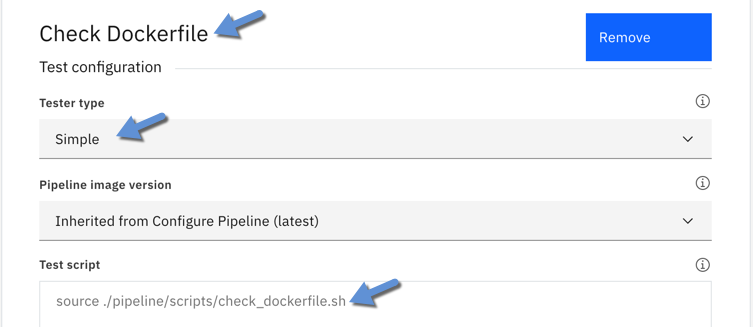 Check Dockerfile
Remove
Test configuration
Tester type
Simple
Pipeline image version
Inherited from Configure Pipeline (latest)
Test script
source ./pipeline/scripts/check_dockerfile.sh